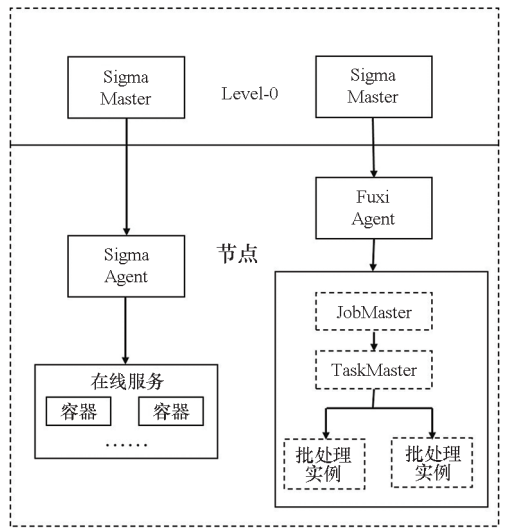 Sigma
Master
Level-0
Sigma
Master
Fuxi
Agent
Sigma
Agent
节点
JobMaster
TaskMaster
在线服务
容器
容器
······
批处理
实例
批处理
实例